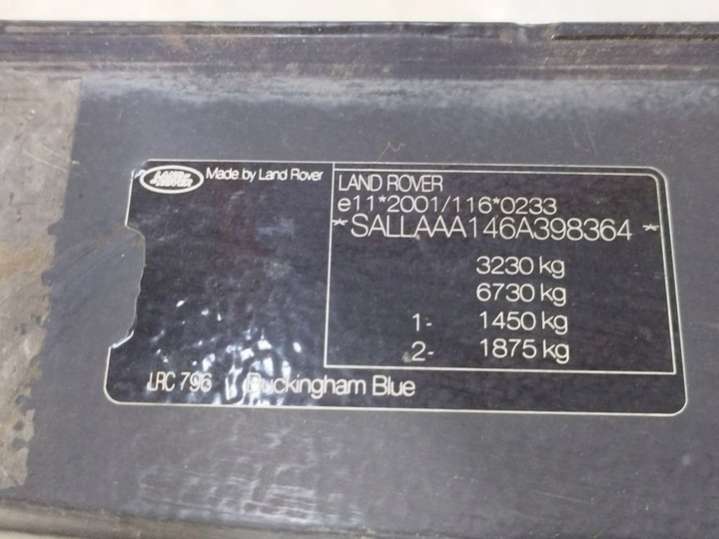 LAND ROVER
Made by Land Rover
LAND ROVER
e11*2001/116*0233
*SALLAAA146A398364*
3230 kg
6730 kg
1- 1450 kg
2- 1875 kg
LRC 796 Buckingham Blue